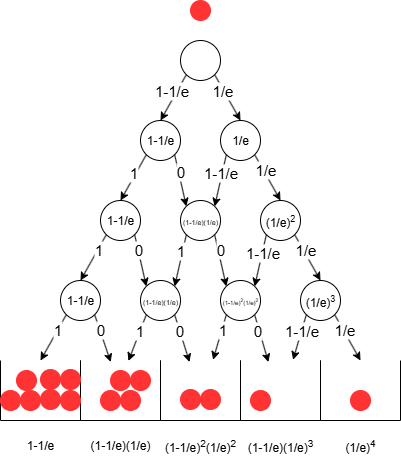 1-1/e 1/e
1-1/e 1/e
1 0 1-1/e 1/e
1-1/e (1-1/e)(1/e) (1/e)²
1 0 1 0 1-1/e 1/e
1-1/e (1-1/e)(1/e) (1-1/e)²(1/e)² (1/e)³
1 0 1 0 1 0 1-1/e 1/e
1-1/e (1-1/e)(1/e) (1-1/e)²(1/e)² (1-1/e)(1/e)³ (1/e)⁴